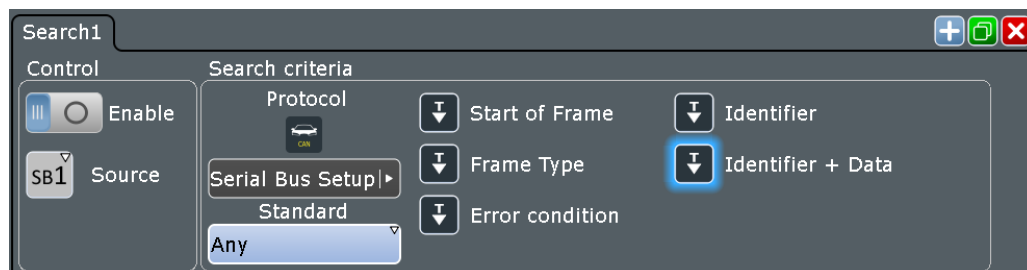 Search1
Control
Search criteria
Enable
SB1
Source
Protocol
CAN
Serial Bus Setup
Standard
Any
T
Start of Frame
T
Frame Type
T
Error condition
T
Identifier
T
Identifier + Data